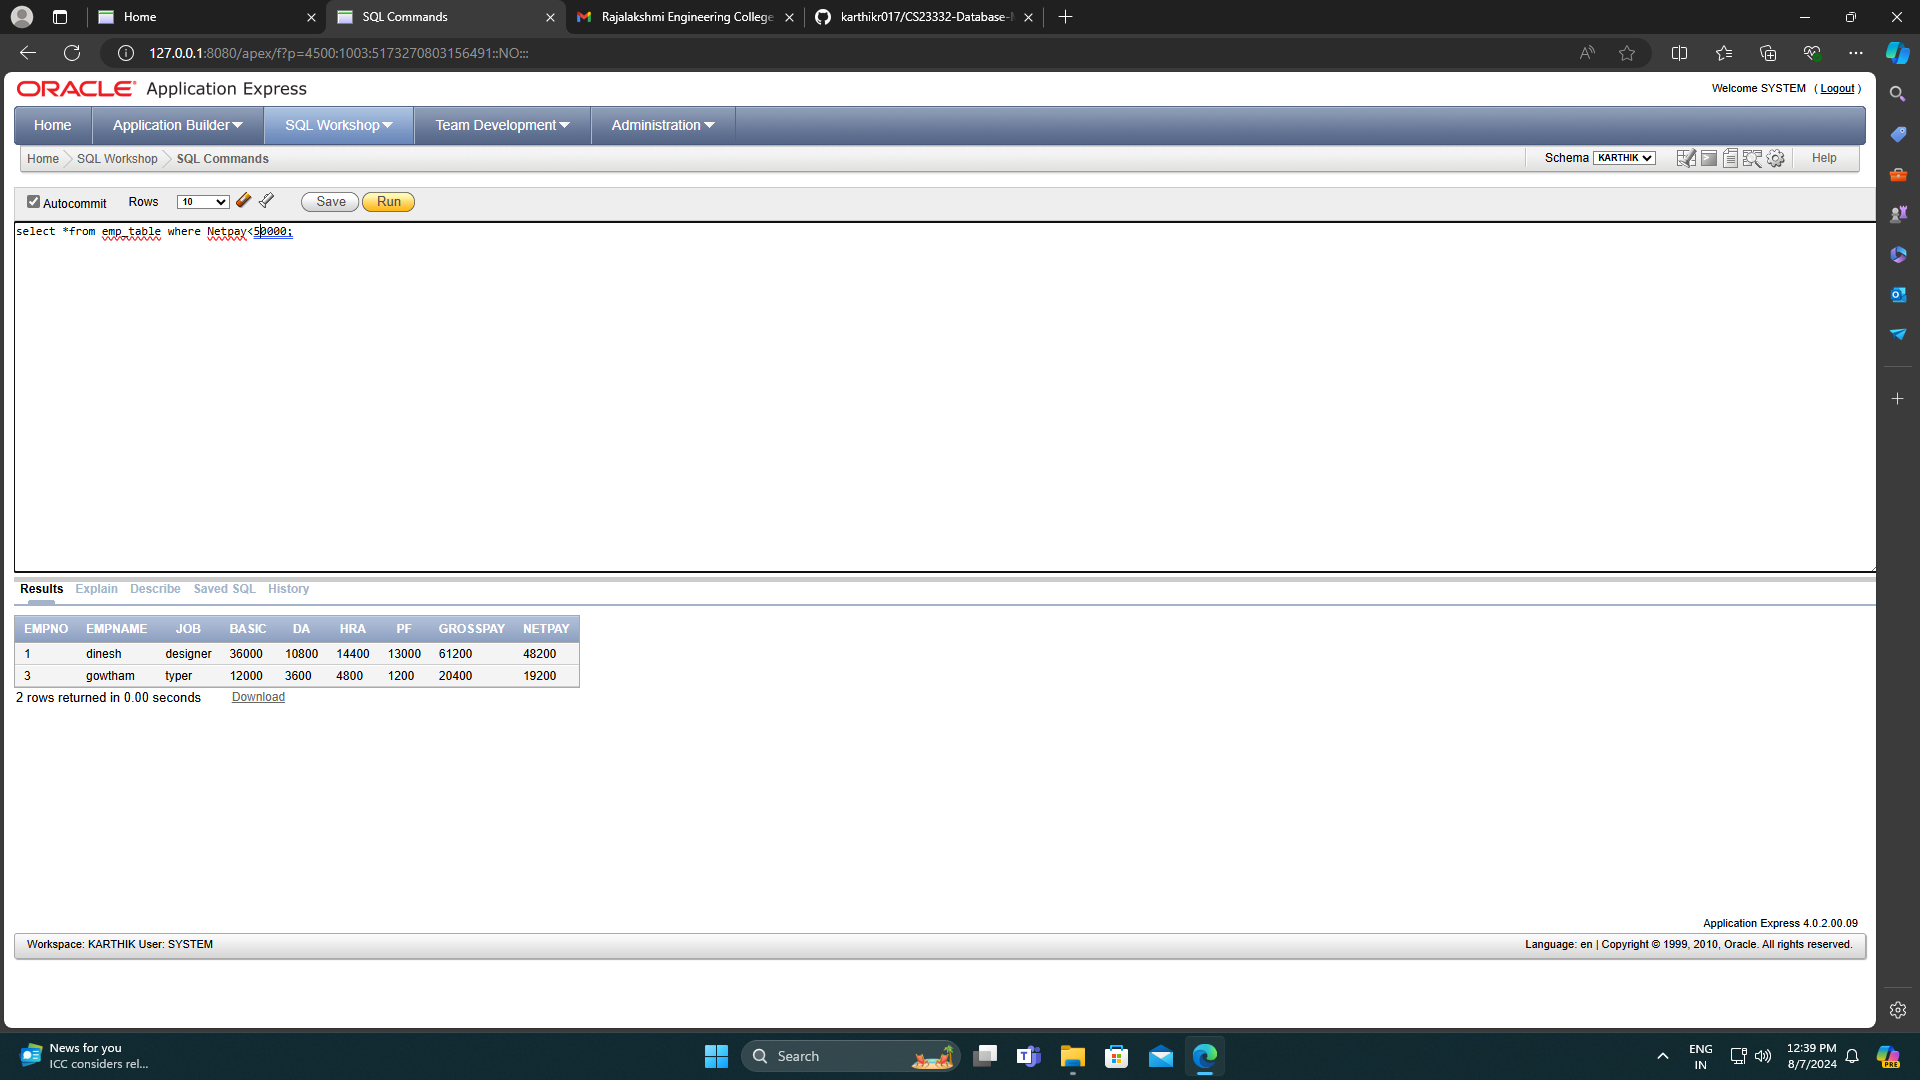 Home
SQL Commands
Rajalakshmi Engineering College
karthikr017/CS23332-Database-
127.0.0.1:8080/apex/f?p=4500:1003:5173270803156491::NO:::
ORACLE Application Express
Welcome SYSTEM ( Logout )
Home Application Builder SQL Workshop Team Development Administration
Home SQL Workshop SQL Commands
Schema KARTHIK Help
Autocommit Rows 10 Save Run
select *from emp_table where Netpay<50000;
Results Explain Describe Saved SQL History
EMPNO EMPNAME JOB BASIC DA HRA PF GROSSPAY NETPAY
1 dinesh designer 36000 10800 14400 13000 61200 48200
3 gowtham typer 12000 3600 4800 1200 20400 19200
2 rows returned in 0.00 seconds Download
Application Express 4.0.2.00.09
Workspace: KARTHIK User: SYSTEM
Language: en | Copyright © 1999, 2010, Oracle. All rights reserved.
News for you
ICC considers rel...
Search
ENG
IN
12:39 PM
8/7/2024